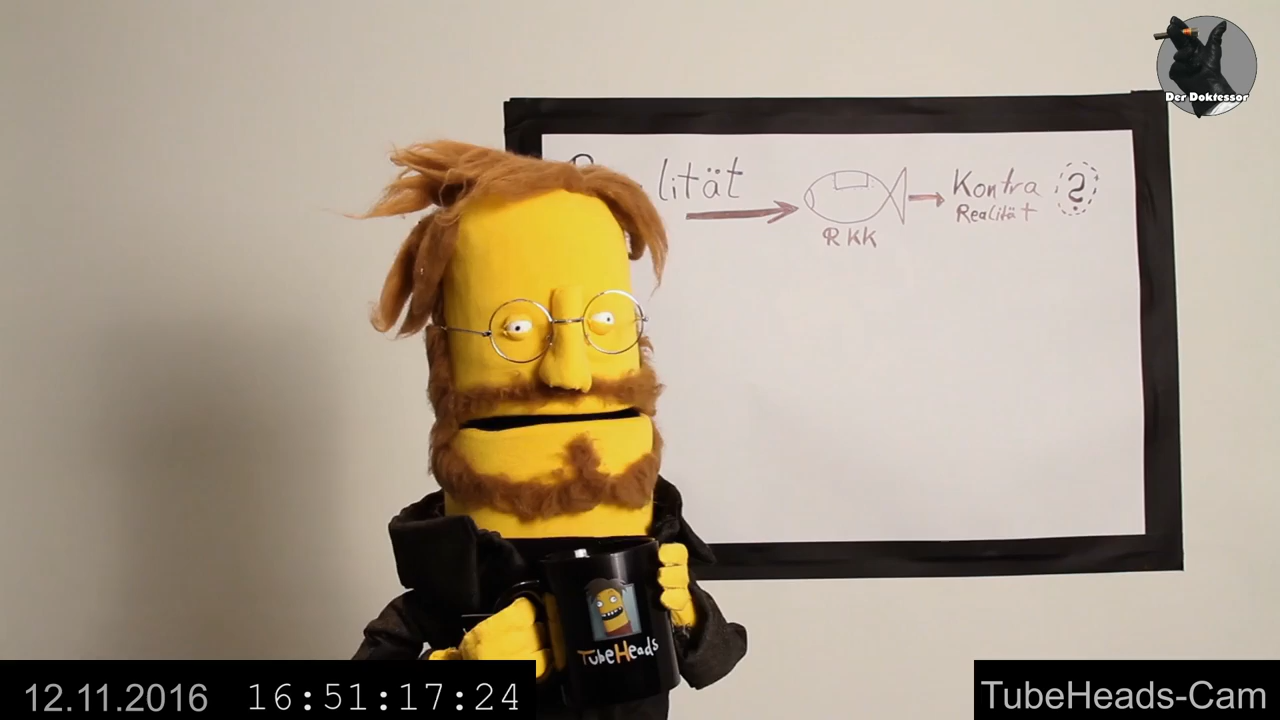 Der Doktessor
lität
Kontra ?
Realität
RKK
TubeHeads
12.11.2016 16:51:17:24
TubeHeads-Cam